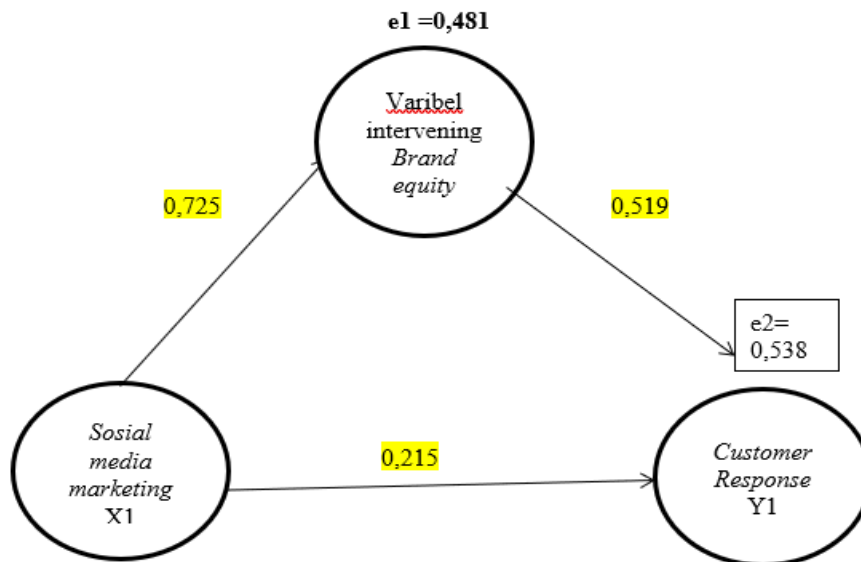 e1 =0,481
Varibel
intervening
Brand
equity
0,725
0,519
e2=
0,538
Sosial
media
marketing
X1
0,215
Customer
Response
Y1